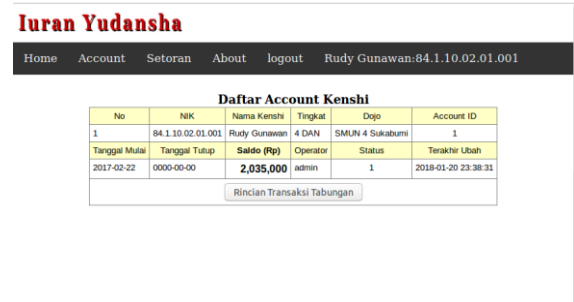 Iuran Yudansha
Home Account Setoran About logout Rudy Gunawan:84.1.10.02.01.001
Daftar Account Kenshi
No NIK Nama Kenshi Tingkat Dojo Account ID
1 84.1.10.02.01.001 Rudy Gunawan 4 DAN SMUN 4 Sukabumi 1
Tanggal Mulai Tanggal Tutup Saldo (Rp) Operator Status Terakhir Ubah
2017-02-22 0000-00-00 2,035,000 admin 1 2018-01-20 23:38:31
Rincian Transaksi Tabungan